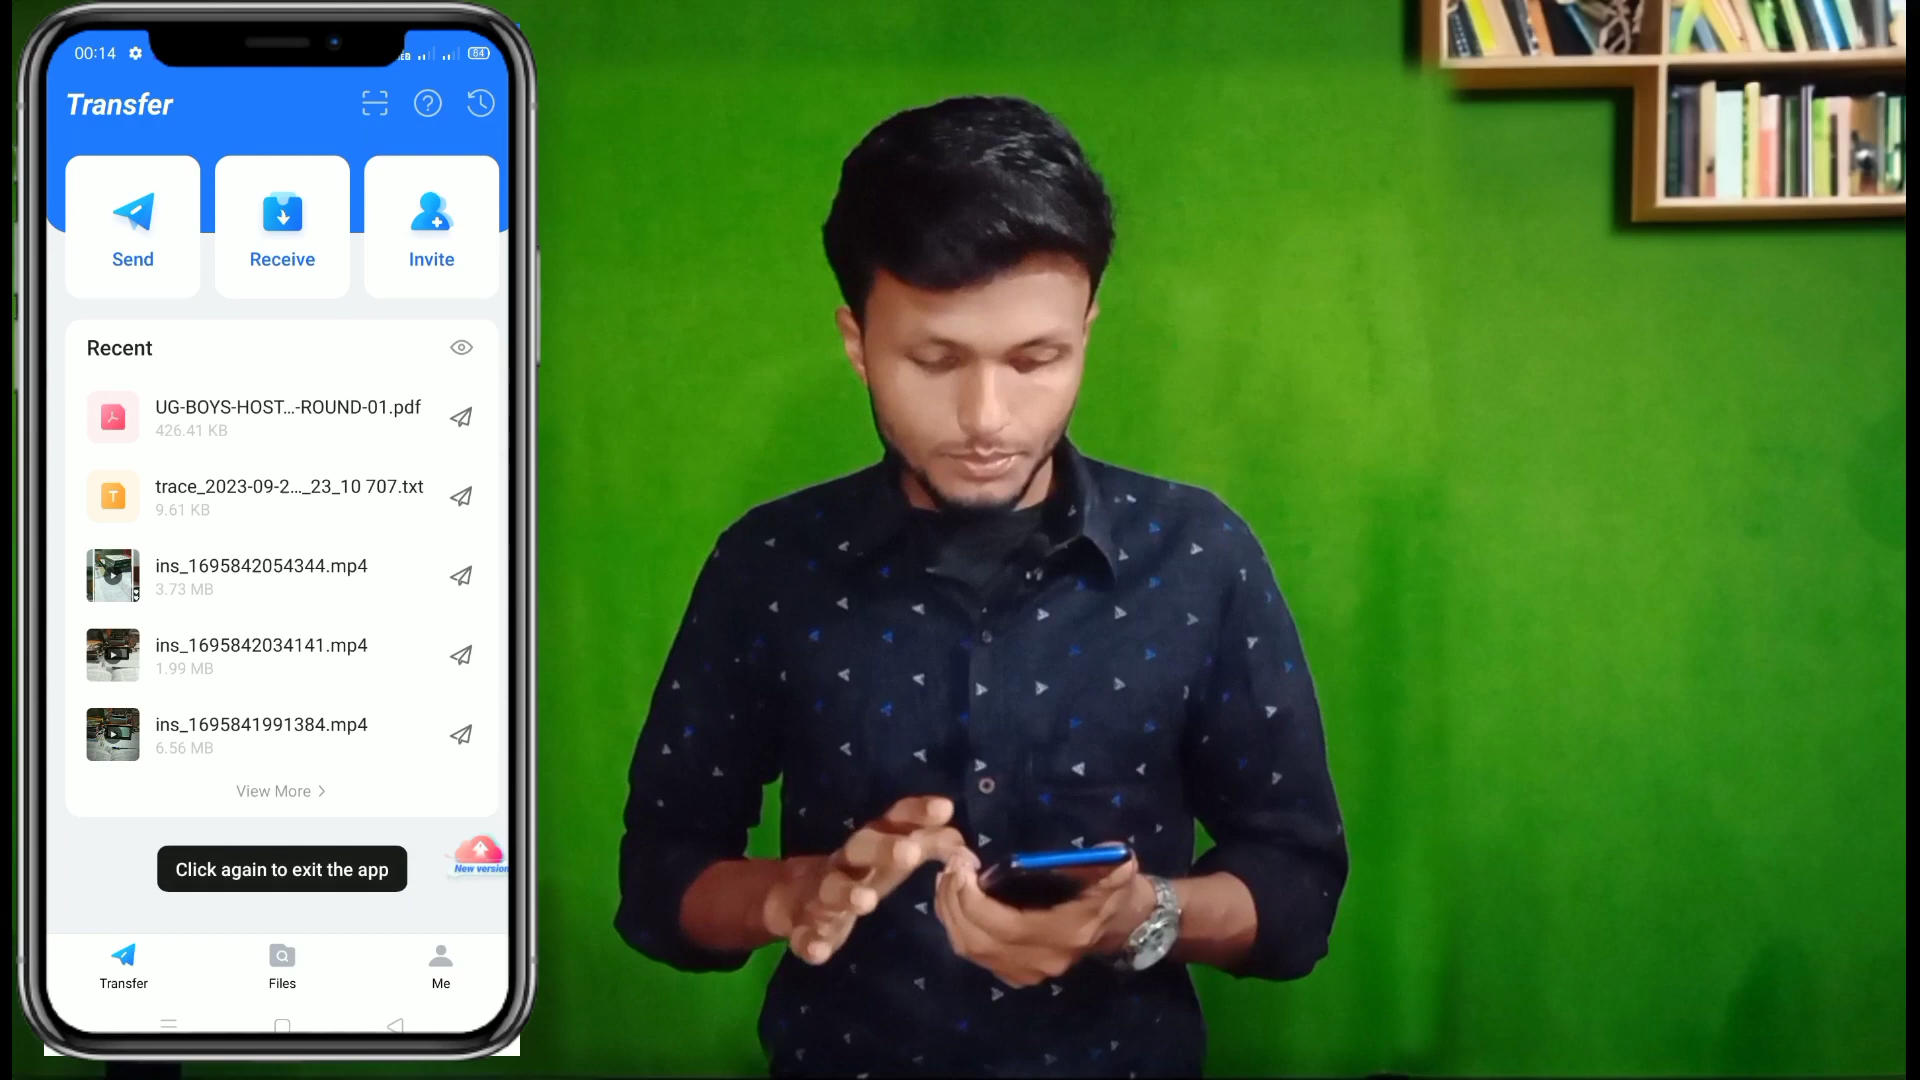 00:14
84
Transfer
Send
Receive
Invite
Recent
UG-BOYS-HOST...-ROUND-01.pdf
426.41 KB
trace_2023-09-2..._23_10 707.txt
9.61 KB
ins_1695842054344.mp4
3.73 MB
ins_1695842034141.mp4
1.99 MB
ins_1695841991384.mp4
6.56 MB
View More >
New version
Click again to exit the app
Transfer
Files
Me